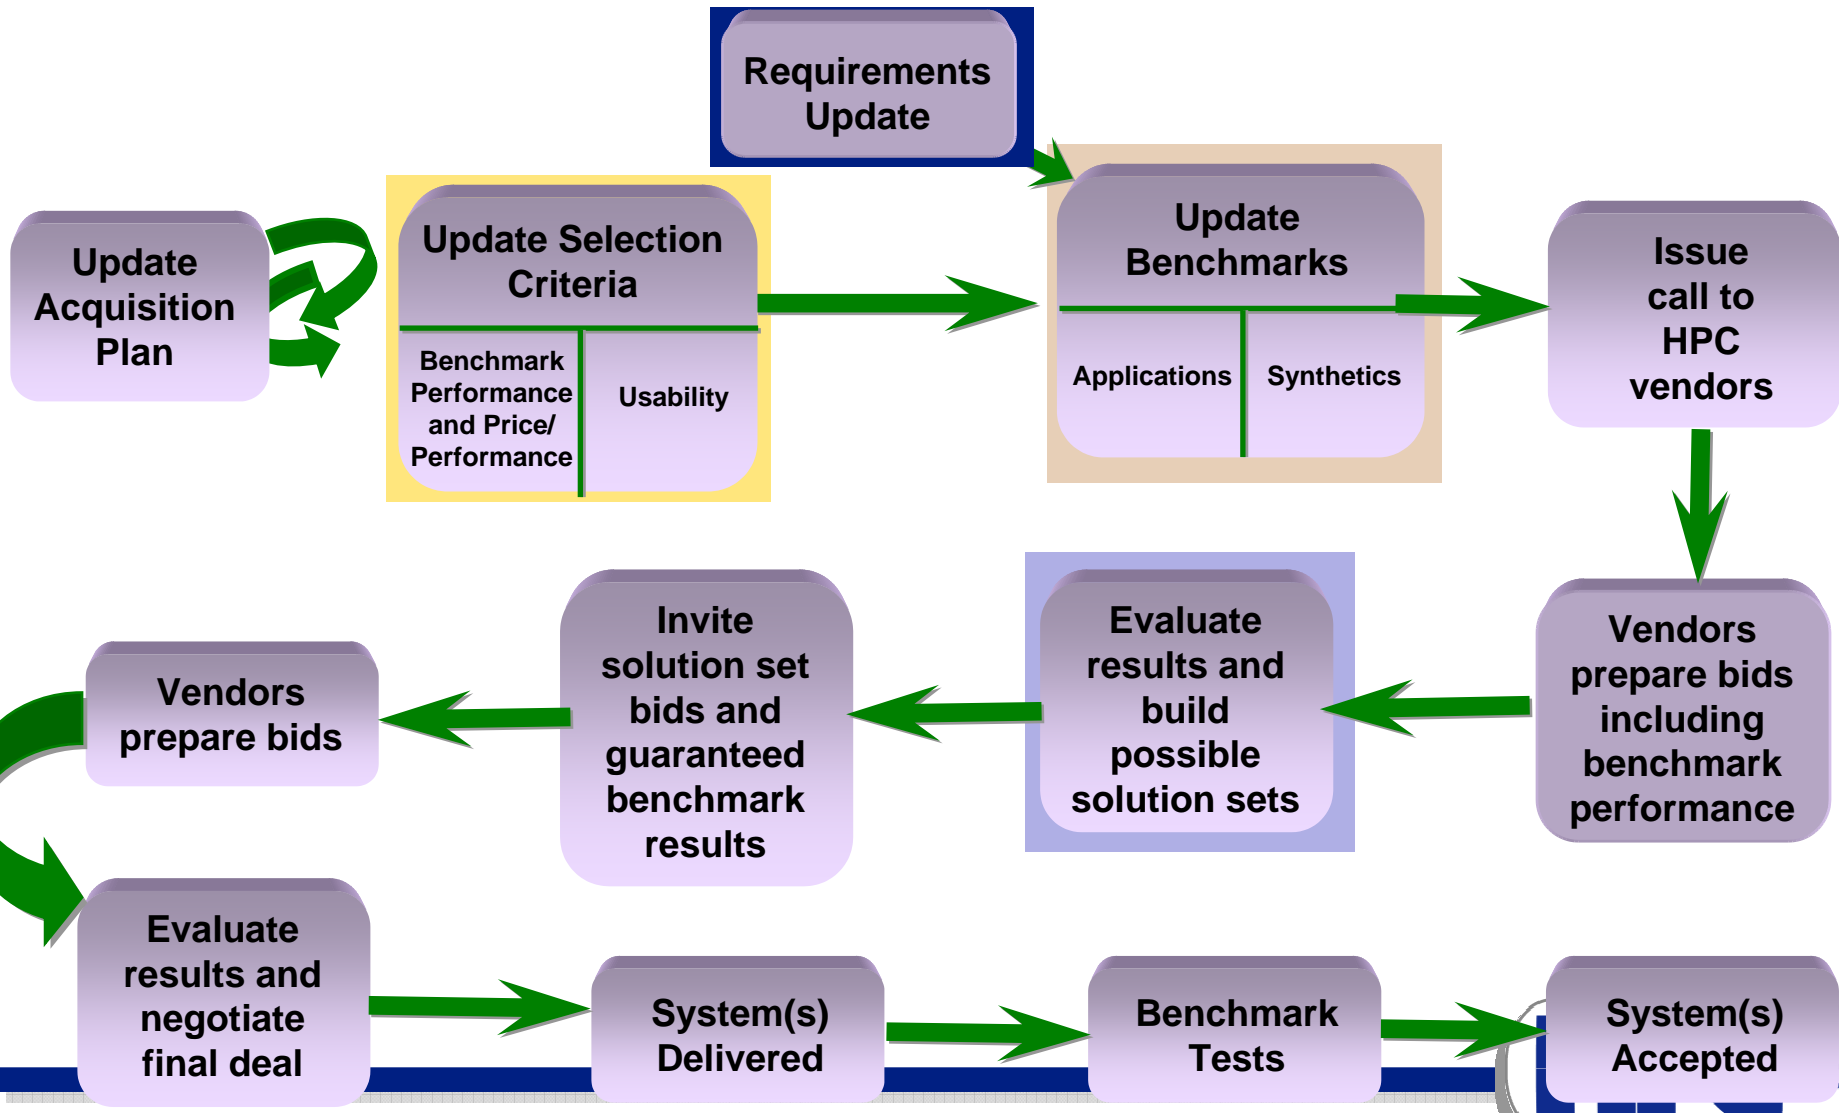 Requirements
Update
Update
Acquisition
Plan
Update Selection
Criteria
Benchmark
Performance
and Price/
Performance
Usability
Update
Benchmarks
Applications
Synthetics
Issue
call to
HPC
vendors
Vendors
prepare bids
including
benchmark
performance
Evaluate
results and
build
possible
solution sets
Invite
solution set
bids and
guaranteed
benchmark
results
Vendors
prepare bids
Evaluate
results and
negotiate
final deal
System(s)
Delivered
Benchmark
Tests
System(s)
Accepted